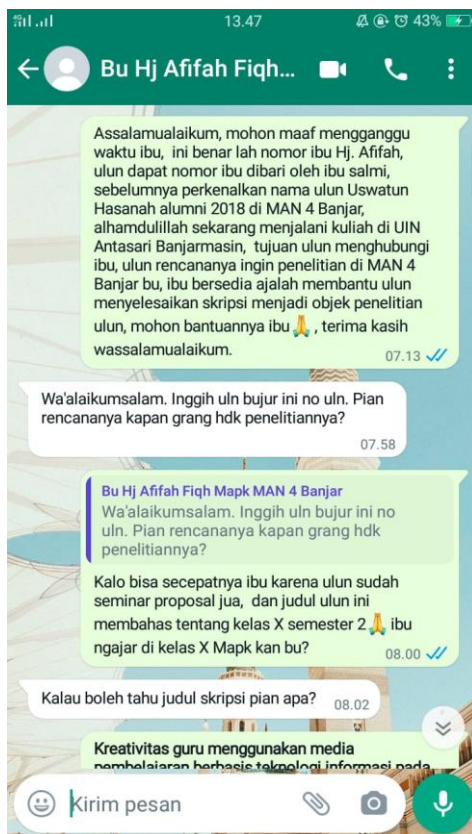 13.47
43%
Bu Hj Afifah Fiqh...
Assalamualaikum, mohon maaf mengganggu
waktu ibu, ini benar lah nomor ibu Hj. Afifah,
ulun dapat nomor ibu dibari oleh ibu salmi,
sebelumnya perkenalkan nama ulun Uswatun
Hasanah alumni 2018 di MAN 4 Banjar,
alhamdulillah sekarang menjalani kuliah di UIN
Antasari Banjarmasin, tujuan ulun menghubungi
ibu, ulun rencananya ingin penelitian di MAN 4
Banjar bu, ibu bersedia ajalah membantu ulun
menyelesaikan skripsi menjadi objek penelitian
ulun, mohon bantuannya ibu🙏, terima kasih
wassalamualaikum.
07.13
Wa'alaikumsalam. Inggih uln bujur ini no uln. Pian
rencananya kapan grang hdk penelitiannya?
07.58
Bu Hj Afifah Fiqh Mapk MAN 4 Banjar
Wa'alaikumsalam. Inggih uln bujur ini no
uln. Pian rencananya kapan grang hdk
penelitiannya?
Kalo bisa secepatnya ibu karena ulun sudah
seminar proposal jua, dan judul ulun ini
membahas tentang kelas X semester 2🙏 ibu
ngajar di kelas X Mapk kan bu?
08.00
Kalau boleh tahu judul skripsi pian apa?
08.02
Kreativitas guru menggunakan media
pembelajaran berbasis teknologi informasi pada
Kirim pesan